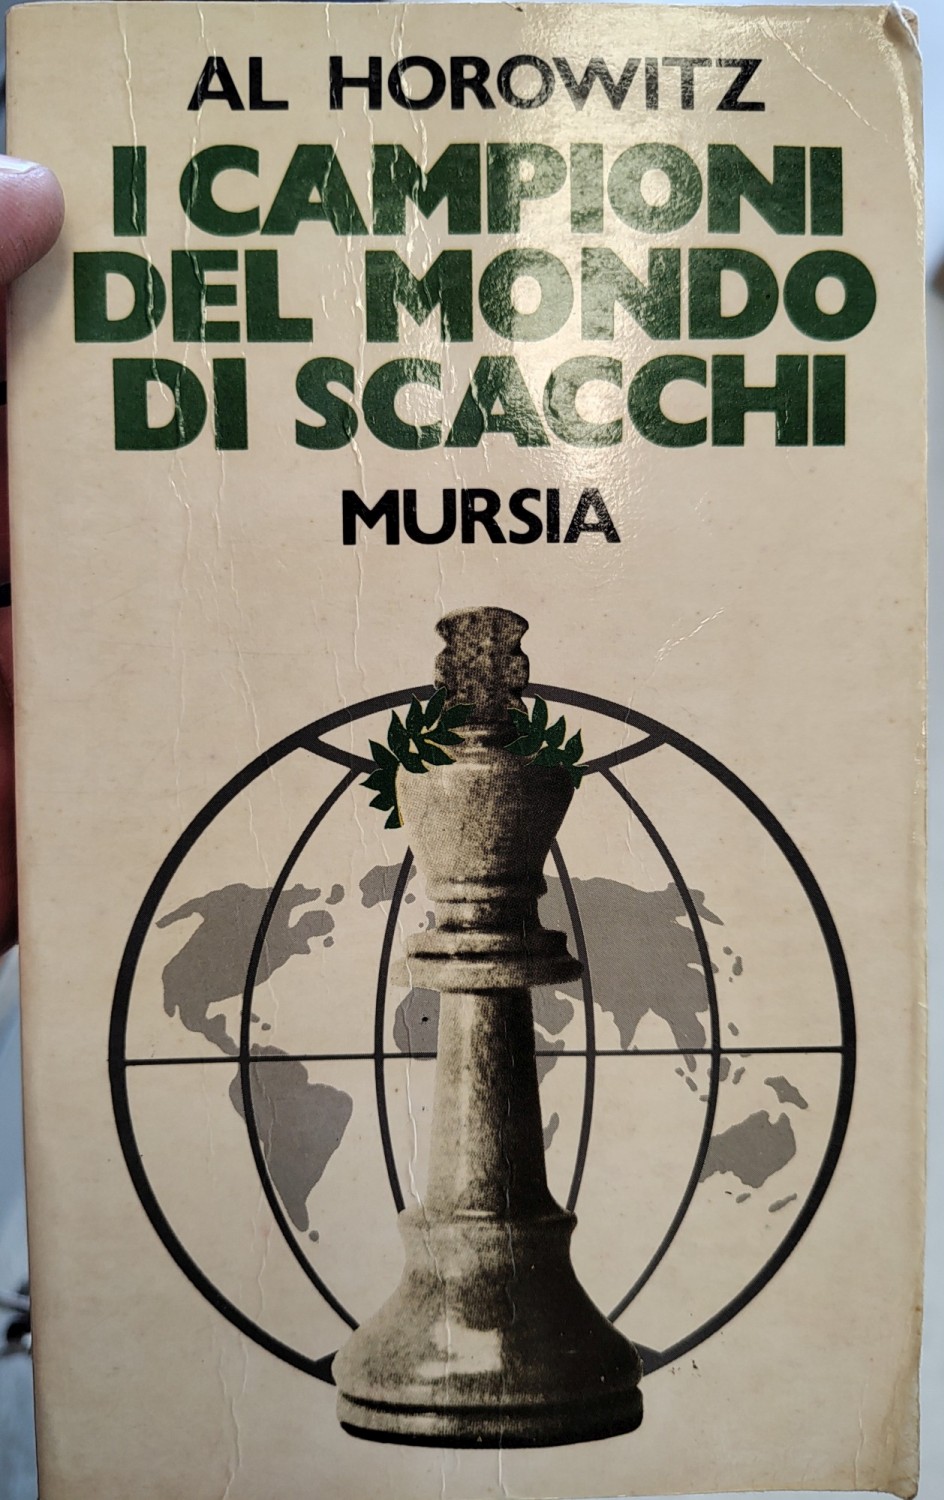 AL HOROWITZ
I CAMPIONI
DEL MONDO
DI SCACCHI
MURSIA